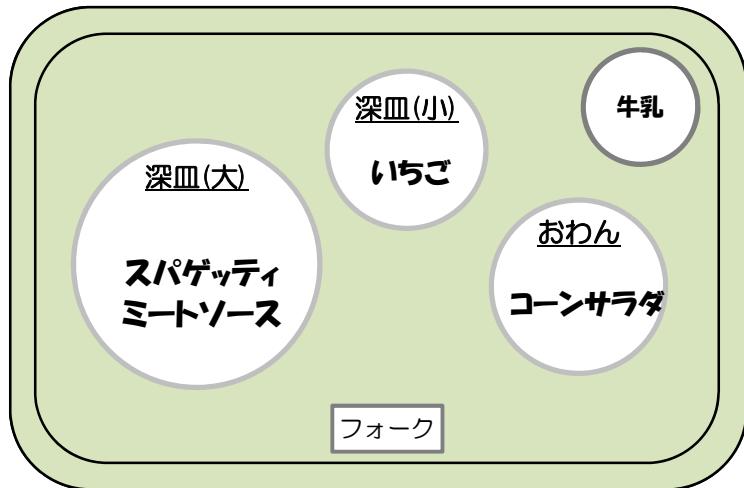 深皿(大)
スパゲッティ
ミートソース
深皿(小)
いちご
牛乳
おわん
コーンサラダ
フォーク